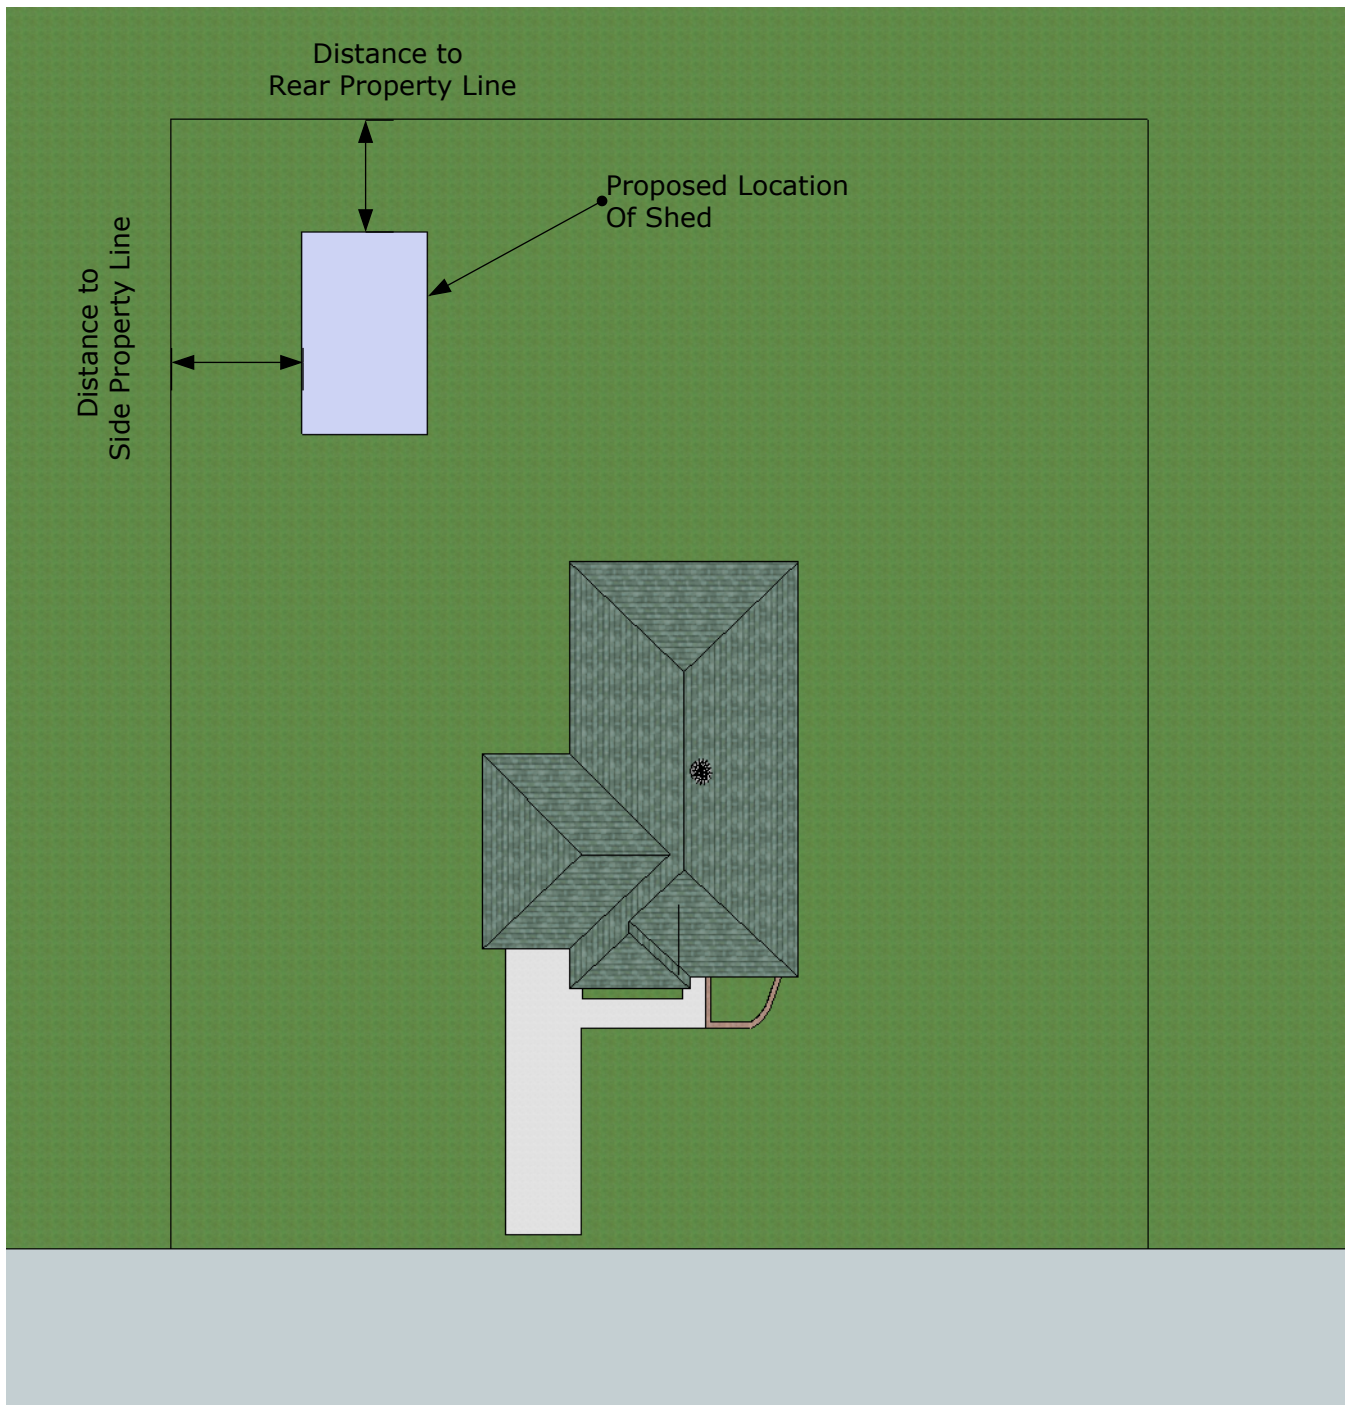 Distance to
Rear Property Line
Proposed Location
Of Shed
Distance to
Side Property Line